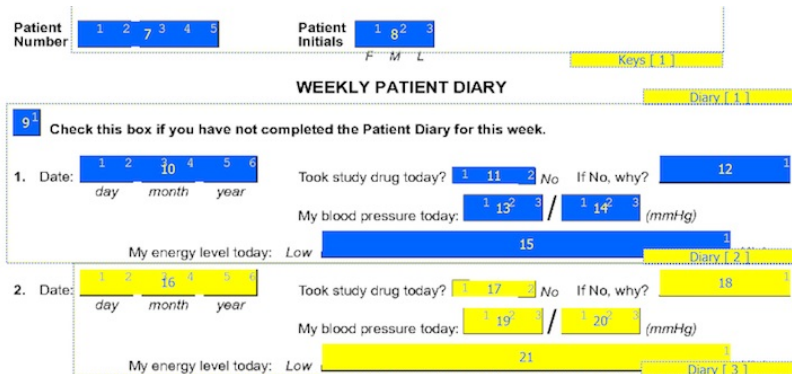 Patient Number 1 2 3 4 5 7 Patient Initials 1 2 3 8
F M L
Keys [ 1 ]
WEEKLY PATIENT DIARY
Diary [ 1 ]
9 1 Check this box if you have not completed the Patient Diary for this week.
1. Date: 1 2 3 4 5 6 10 Took study drug today? 1 11 2 No If No, why? 12 1
day month year
My blood pressure today: 1 2 3 13 / 1 2 3 14 (mmHg)
My energy level today: Low 15 1
Diary [ 2 ]
2. Date: 1 2 3 4 5 6 16 Took study drug today? 1 17 2 No If No, why? 18 1
day month year
My blood pressure today: 1 2 3 19 / 1 2 3 20 (mmHg)
My energy level today: Low 21 1
Diary [ 3 ]